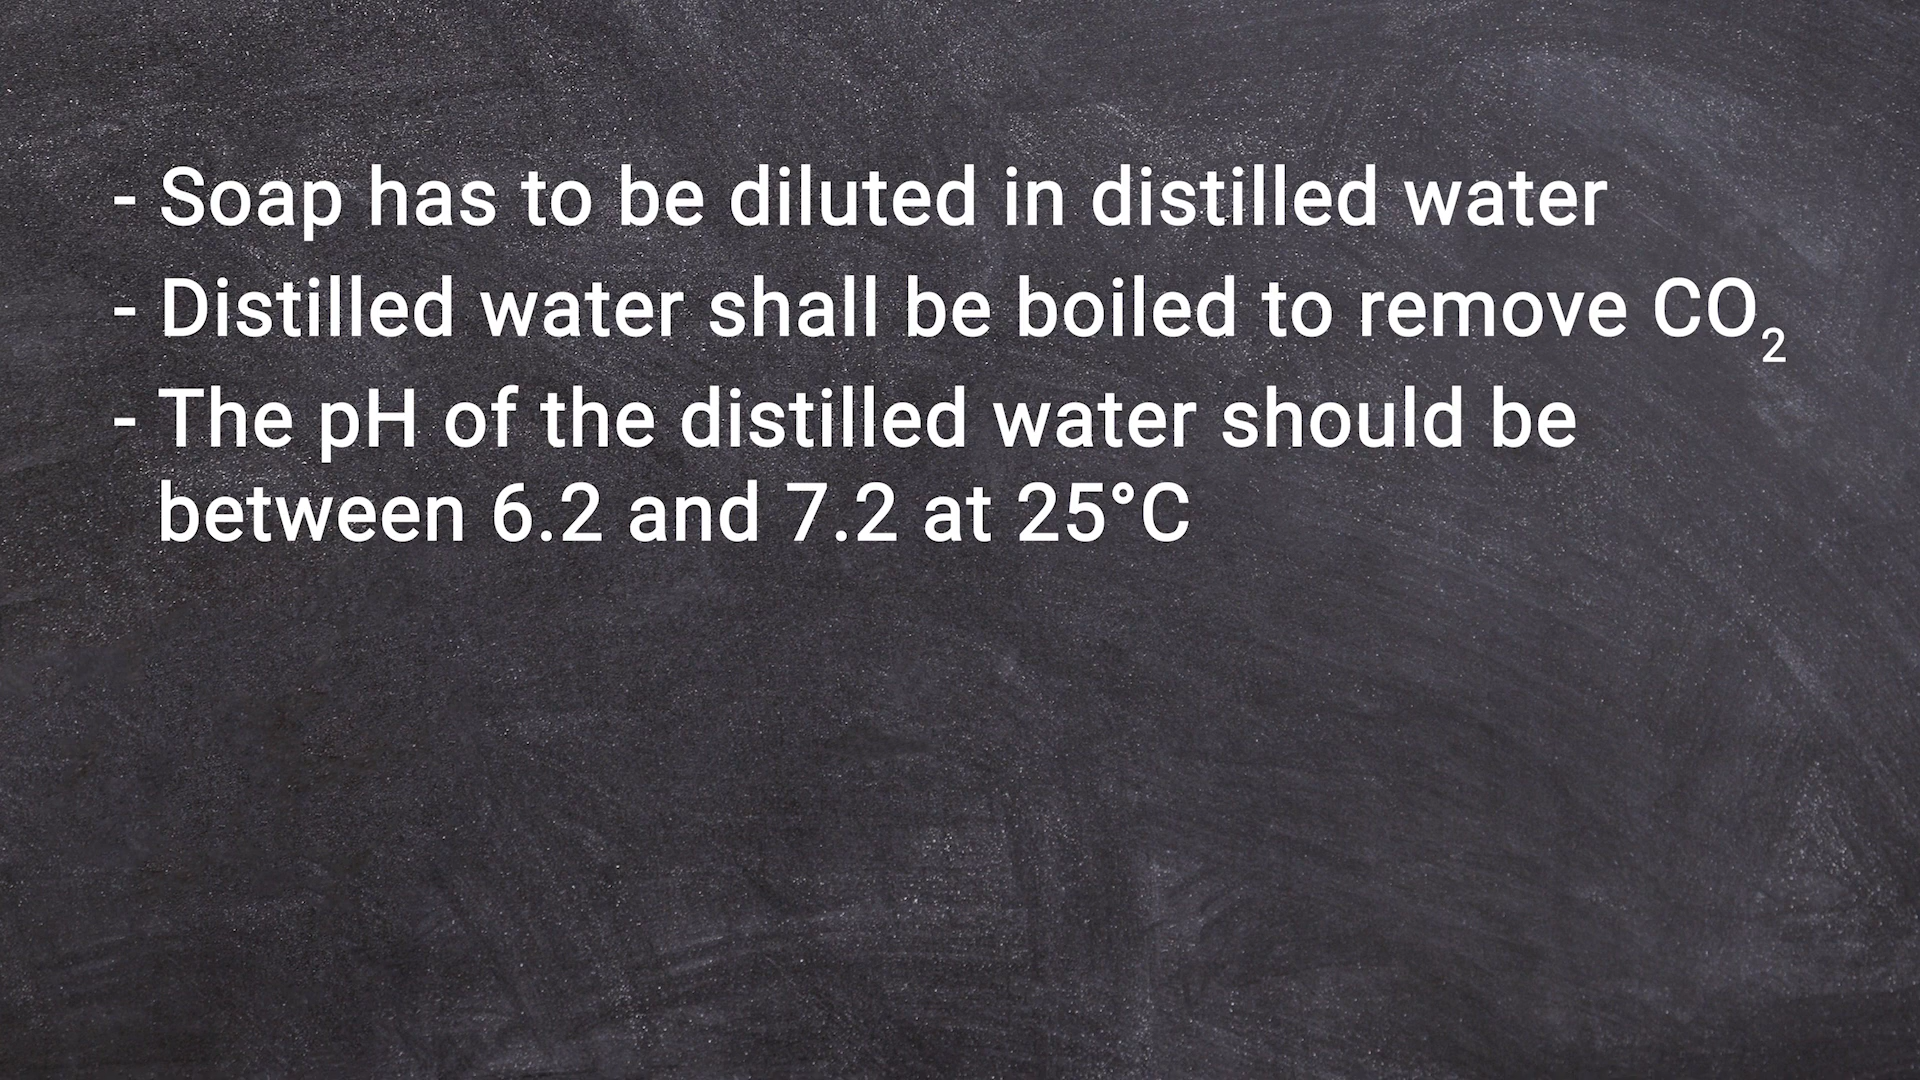 - Soap has to be diluted in distilled water
- Distilled water shall be boiled to remove CO₂
- The pH of the distilled water should be
between 6.2 and 7.2 at 25°C